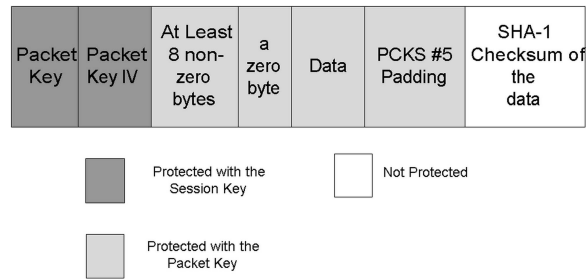 Packet
Key
Packet
Key IV
At Least
8 non-
zero
bytes
a
zero
byte
Data
PCKS #5
Padding
SHA-1
Checksum of
the
data
Protected with the
Session Key
Not Protected
Protected with the
Packet Key